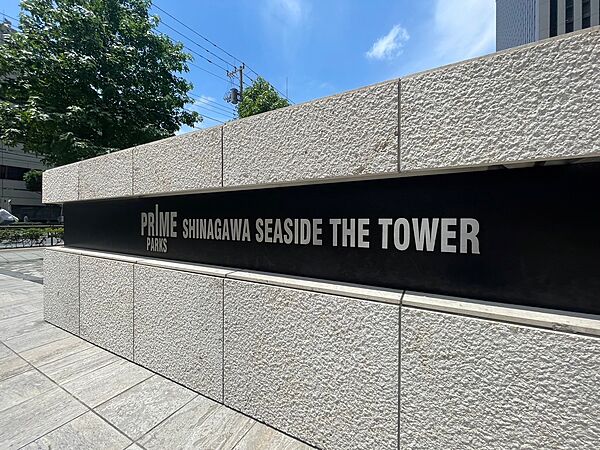 PRIME
PARKS
SHINAGAWA SEASIDE THE TOWER